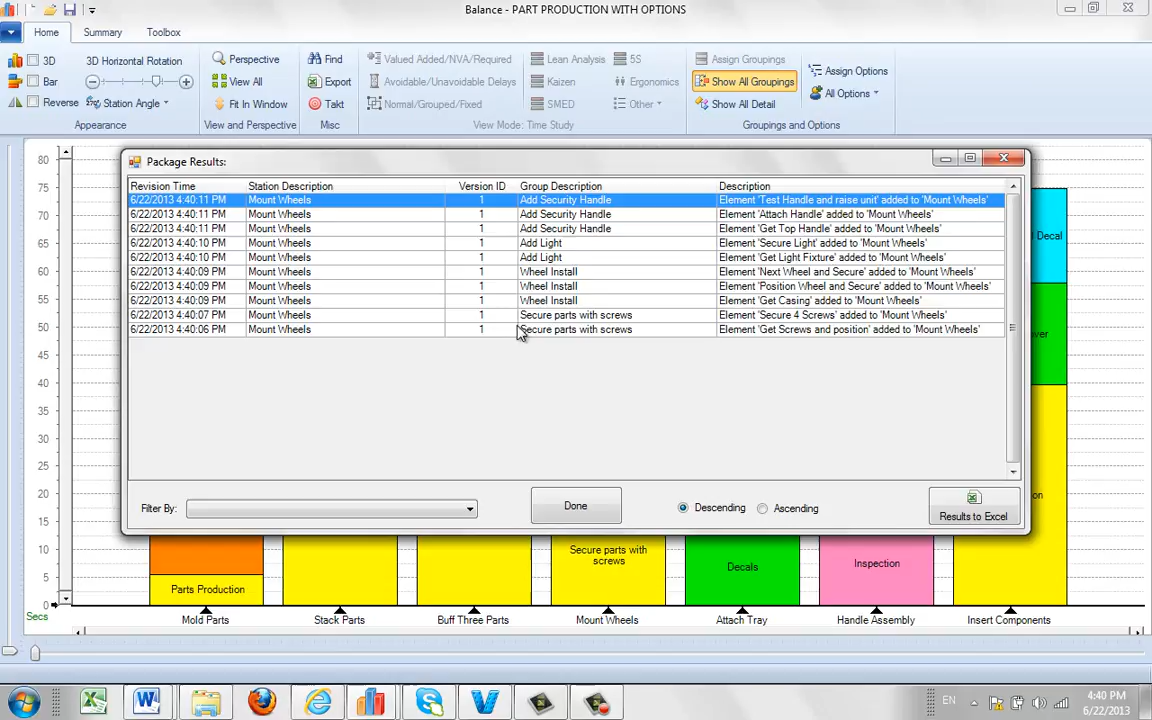 Balance - PART PRODUCTION WITH OPTIONS
Home Summary Toolbox
3D 3D Horizontal Rotation
Bar
Reverse Station Angle
Appearance
Perspective
View All
Fit In Window
View and Perspective
Find
Export
Takt
Misc
Valued Added/NVA/Required Lean Analysis 5S
Avoidable/Unavoidable Delays Kaizen Ergonomics
Normal/Grouped/Fixed SMED Other
View Mode: Time Study
Assign Groupings Assign Options
Show All Groupings All Options
Show All Detail
Groupings and Options
Package Results:
Revision Time Station Description Version ID Group Description Description
6/22/2013 4:40:11 PM Mount Wheels 1 Add Security Handle Element 'Test Handle and raise unit' added to 'Mount Wheels'
6/22/2013 4:40:11 PM Mount Wheels 1 Add Security Handle Element 'Attach Handle' added to 'Mount Wheels'
6/22/2013 4:40:11 PM Mount Wheels 1 Add Security Handle Element 'Get Top Handle' added to 'Mount Wheels'
6/22/2013 4:40:10 PM Mount Wheels 1 Add Light Element 'Secure Light' added to 'Mount Wheels'
6/22/2013 4:40:10 PM Mount Wheels 1 Add Light Element 'Get Light Fixture' added to 'Mount Wheels'
6/22/2013 4:40:09 PM Mount Wheels 1 Wheel Install Element 'Next Wheel and Secure' added to 'Mount Wheels'
6/22/2013 4:40:09 PM Mount Wheels 1 Wheel Install Element 'Position Wheel and Secure' added to 'Mount Wheels'
6/22/2013 4:40:09 PM Mount Wheels 1 Wheel Install Element 'Get Casing' added to 'Mount Wheels'
6/22/2013 4:40:07 PM Mount Wheels 1 Secure parts with screws Element 'Secure 4 Screws' added to 'Mount Wheels'
6/22/2013 4:40:06 PM Mount Wheels 1 Secure parts with screws Element 'Get Screws and position' added to 'Mount Wheels'
Filter By: Done Descending Ascending Results to Excel
80
75
70
65
60
55
50
45
40
35
30
25
20
15
10
5
0
Secs
Decal
ver
on
Parts Production
Secure parts with
screws
Decals
Inspection
Mold Parts Stack Parts Buff Three Parts Mount Wheels Attach Tray Handle Assembly Insert Components
EN
4:40 PM
6/22/2013